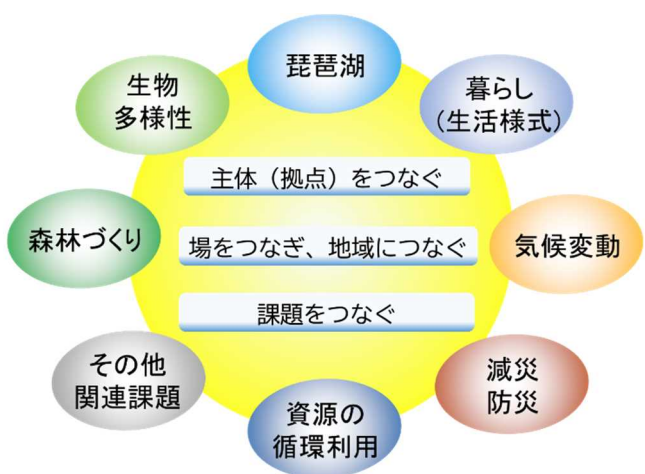 琵琶湖
生物
多様性
暮らし
(生活様式)
主体（拠点）をつなぐ
森林づくり
場をつなぎ、地域につなぐ
気候変動
課題をつなぐ
その他
関連課題
減災
防災
資源の
循環利用